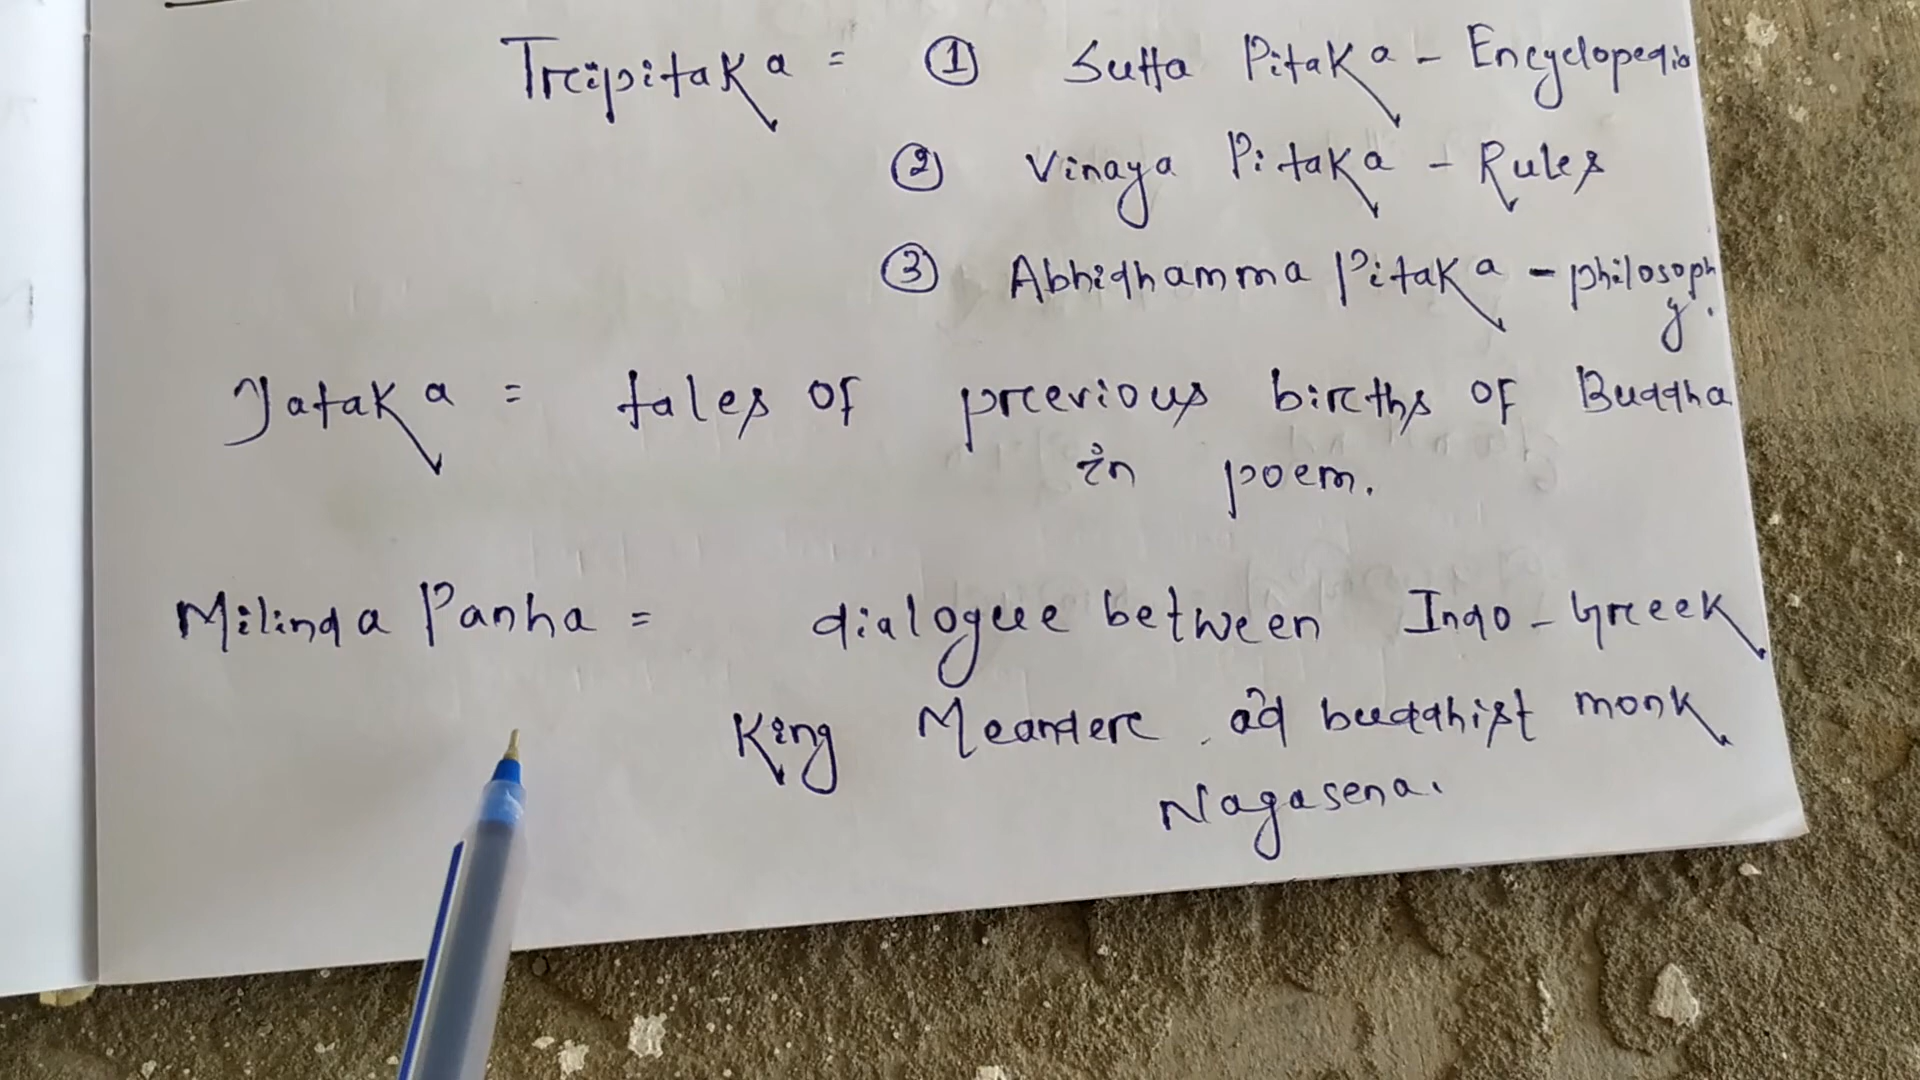 Tripitaka = ① Sutta Pitaka - Encyclopedia
② Vinaya Pitaka - Rules
③ Abhidhamma Pitaka - philosophy.
Jataka = tales of previous births of Buddha
in poem.
Milinda Panha = dialogue between Indo-Greek
King Meander ad buddhist monk
Nagasena.